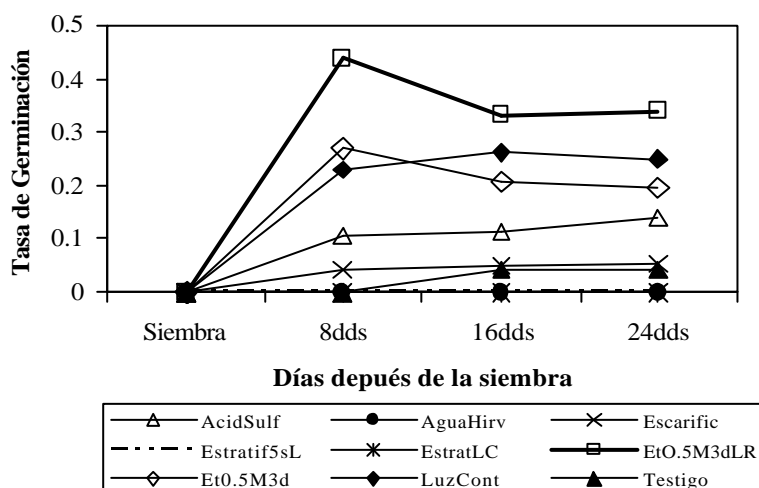 Tasa de Germinación
0.5
0.4
0.3
0.2
0.1
0
Siembra 8dds 16dds 24dds
Días depués de la siembra
AcidSulf AguaHirv Escarific
Estratif5sL EstratLC EtO.5M3dLR
Et0.5M3d LuzCont Testigo